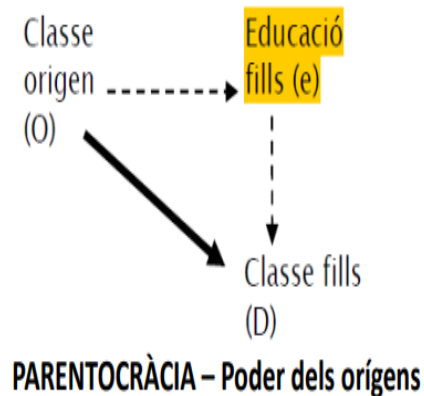 Classe
origen
(O)
Educació
fills (e)
Classe fills
(D)
PARENTOCRÀCIA – Poder dels orígens